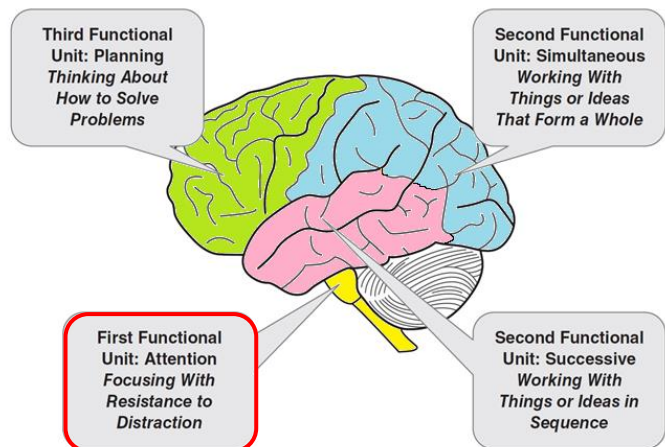 Third Functional
Unit: Planning
Thinking About
How to Solve
Problems
Second Functional
Unit: Simultaneous
Working With
Things or Ideas
That Form a Whole
First Functional
Unit: Attention
Focusing With
Resistance to
Distraction
Second Functional
Unit: Successive
Working With
Things or Ideas in
Sequence